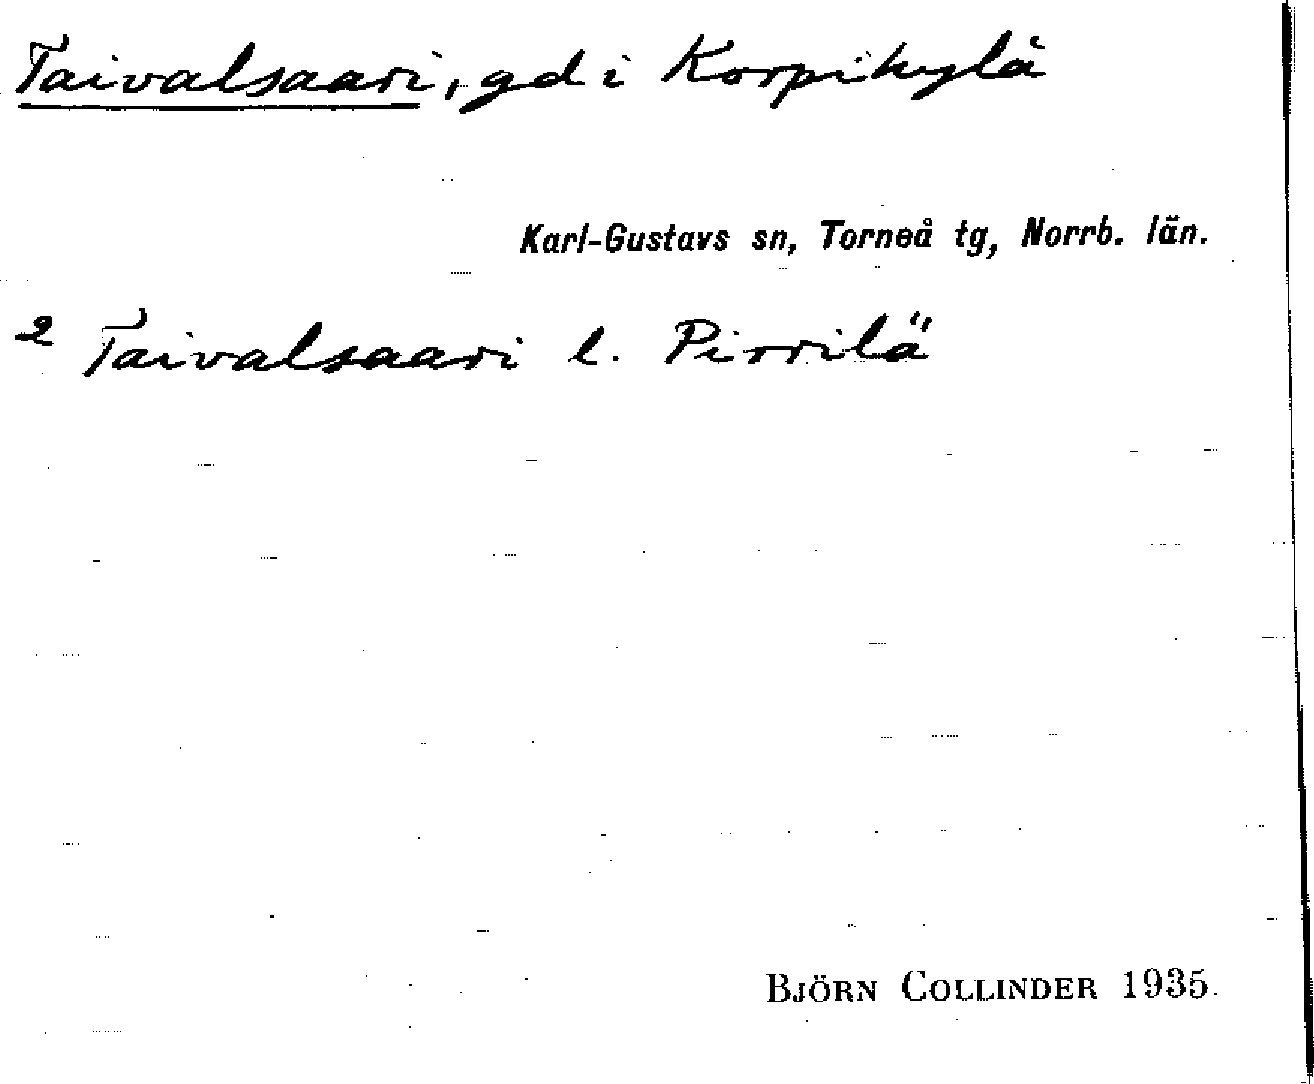 Taivalsaari, gd i Korpikylä
Karl-Gustavs sn, Torneå tg, Norrb. län.
2 Taivalsaari l. Pirrilä
BJÖRN COLLINDER 1935.